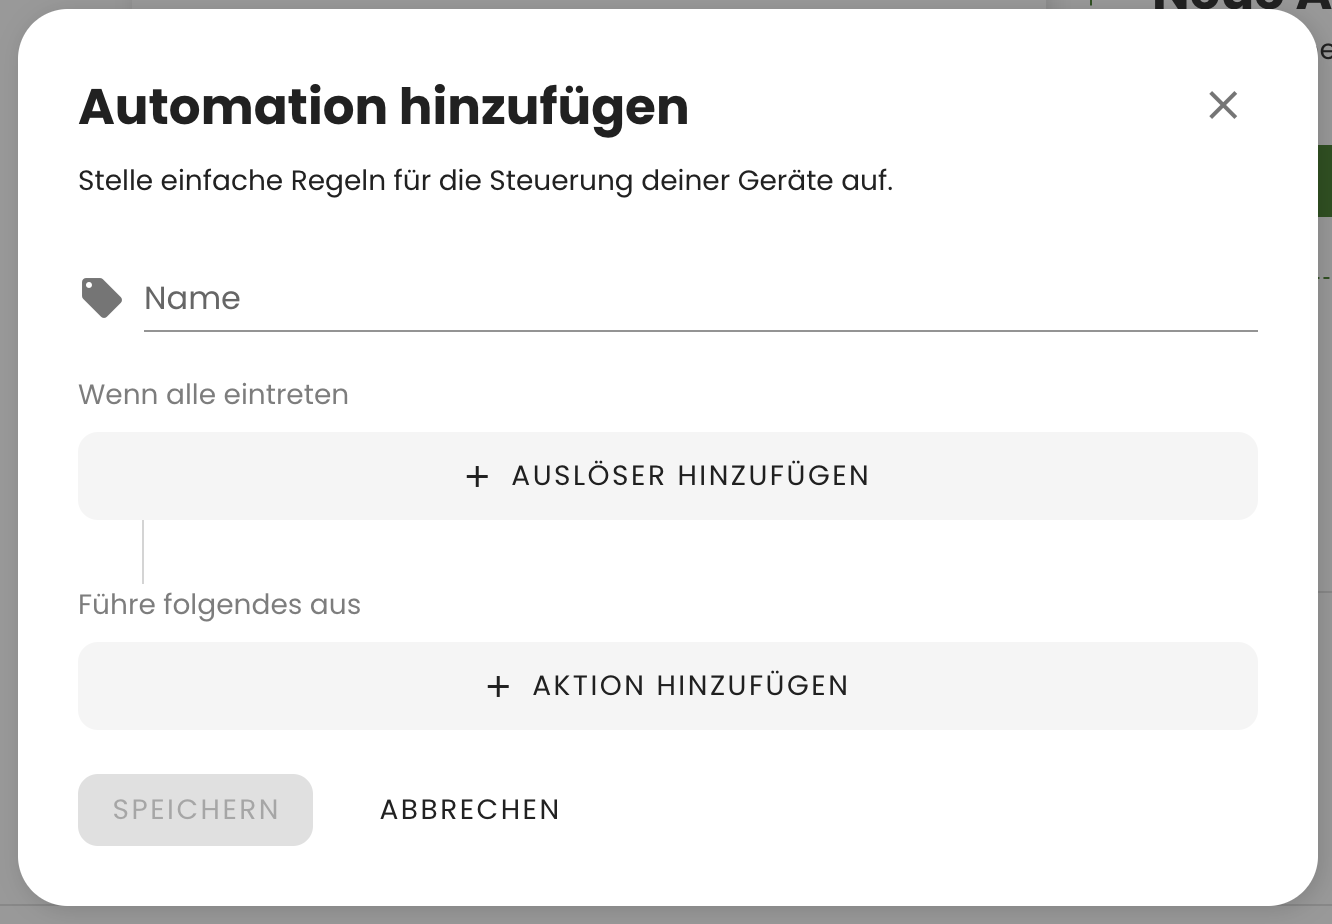 Automation hinzufügen
Stelle einfache Regeln für die Steuerung deiner Geräte auf.
Name
Wenn alle eintreten
+ AUSLÖSER HINZUFÜGEN
Führe folgendes aus
+ AKTION HINZUFÜGEN
SPEICHERN
ABBRECHEN